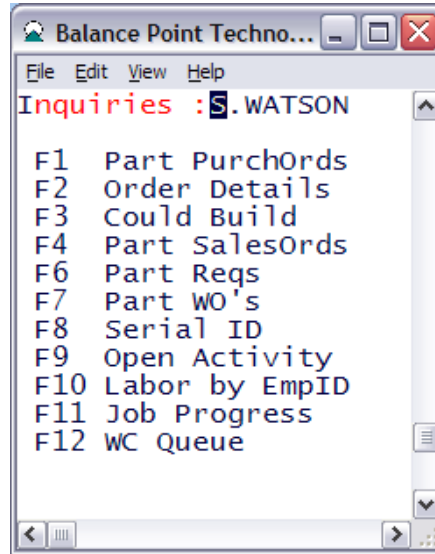 Balance Point Techno...
File Edit View Help
Inquiries :S.WATSON
F1 Part PurchOrds
F2 Order Details
F3 Could Build
F4 Part SalesOrds
F6 Part Reqs
F7 Part WO's
F8 Serial ID
F9 Open Activity
F10 Labor by EmpID
F11 Job Progress
F12 WC Queue